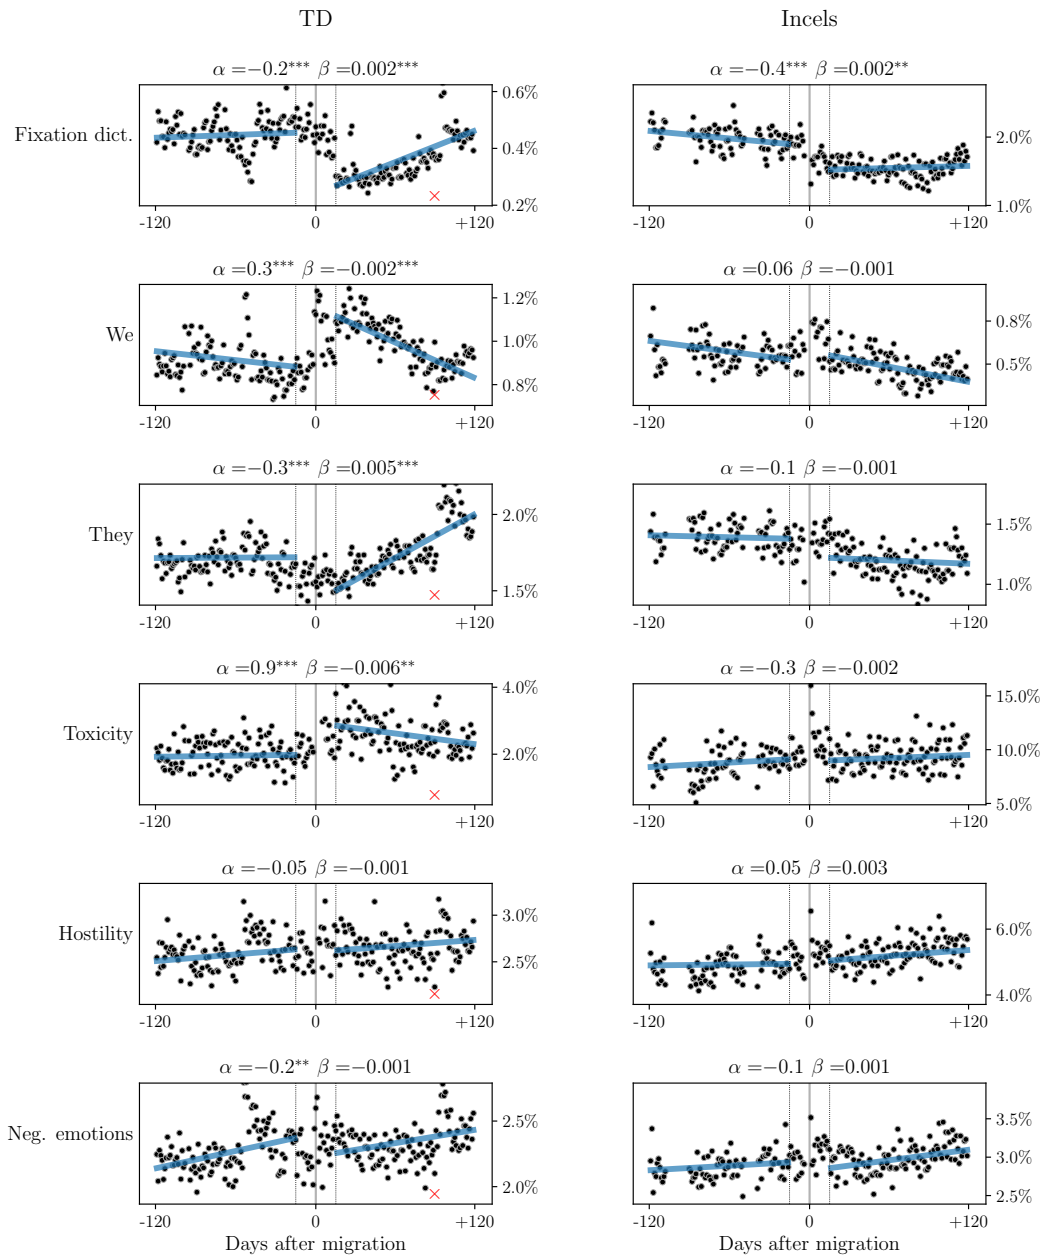 TD Incels
α =−0.2*** β =0.002*** α =−0.4*** β =0.002**
Fixation dict.
0.6%
0.4%
0.2%
2.0%
1.0%
-120 0 +120 -120 0 +120
α =0.3*** β =−0.002*** α =0.06 β =−0.001
We
1.2%
1.0%
0.8%
0.8%
0.5%
-120 0 +120 -120 0 +120
α =−0.3*** β =0.005*** α =−0.1 β =−0.001
They
2.0%
1.5%
1.5%
1.0%
-120 0 +120 -120 0 +120
α =0.9*** β =−0.006** α =−0.3 β =−0.002
Toxicity
4.0%
2.0%
15.0%
10.0%
5.0%
-120 0 +120 -120 0 +120
α =−0.05 β =−0.001 α =0.05 β =0.003
Hostility
3.0%
2.5%
6.0%
4.0%
-120 0 +120 -120 0 +120
α =−0.2** β =−0.001 α =−0.1 β =0.001
Neg. emotions
2.5%
2.0%
3.5%
3.0%
2.5%
-120 0 +120 -120 0 +120
Days after migration Days after migration